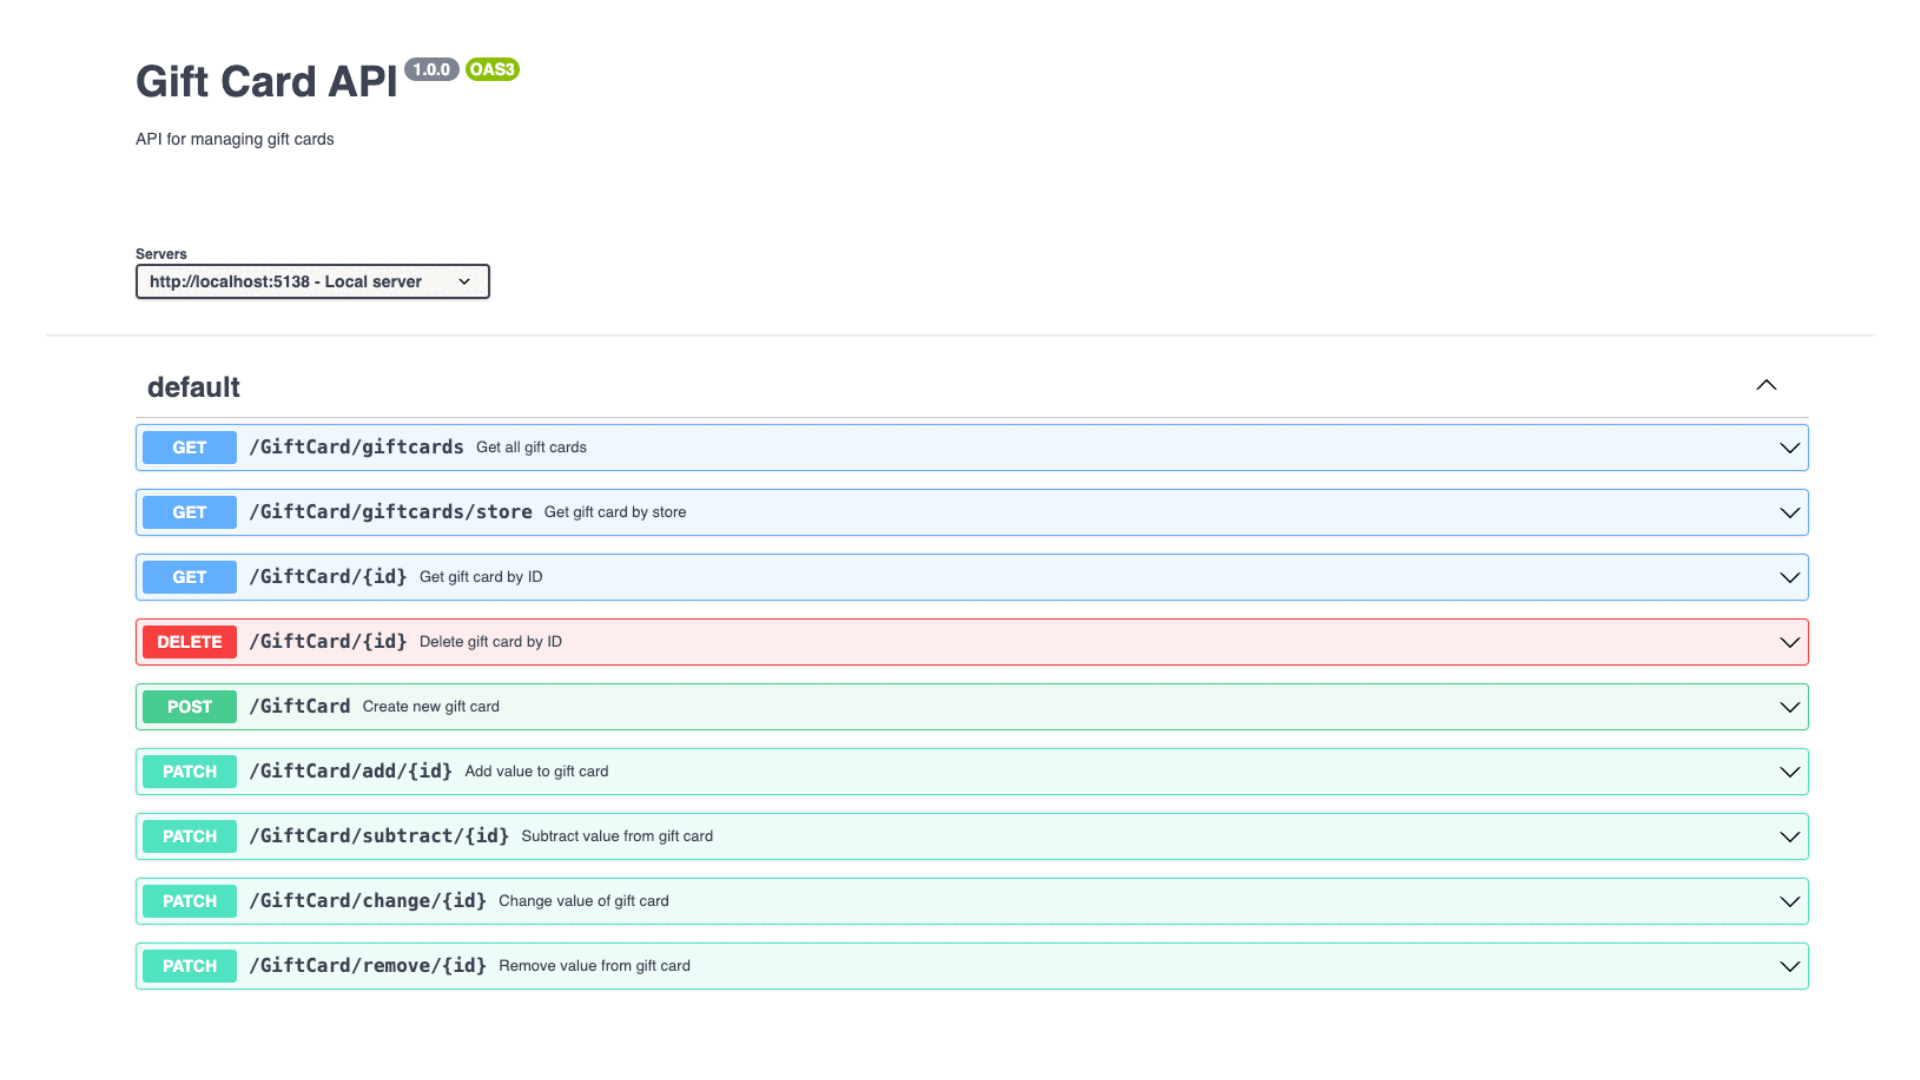 Gift Card API 1.0.0 OAS3
API for managing gift cards
Servers
http://localhost:5138 - Local server
default
GET /GiftCard/giftcards Get all gift cards
GET /GiftCard/giftcards/store Get gift card by store
GET /GiftCard/{id} Get gift card by ID
DELETE /GiftCard/{id} Delete gift card by ID
POST /GiftCard Create new gift card
PATCH /GiftCard/add/{id} Add value to gift card
PATCH /GiftCard/subtract/{id} Subtract value from gift card
PATCH /GiftCard/change/{id} Change value of gift card
PATCH /GiftCard/remove/{id} Remove value from gift card